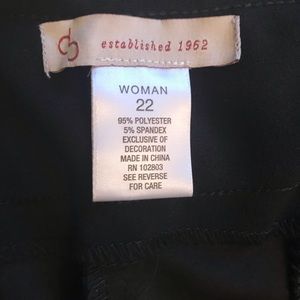 established 1962
WOMAN
22
95% POLYESTER
5% SPANDEX
EXCLUSIVE OF
DECORATION
MADE IN CHINA
RN 102803
SEE REVERSE
FOR CARE